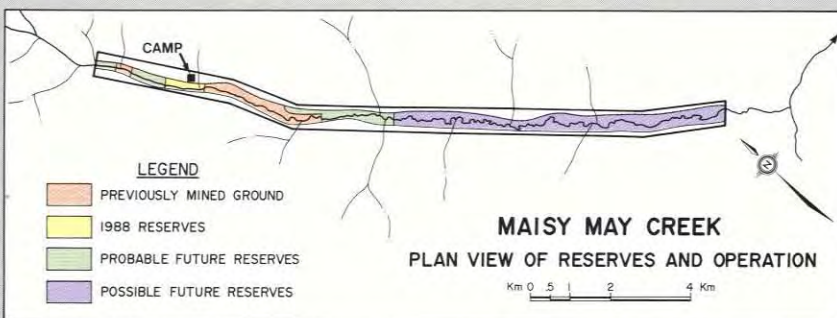 CAMP
N
LEGEND
PREVIOUSLY MINED GROUND
1988 RESERVES
PROBABLE FUTURE RESERVES
POSSIBLE FUTURE RESERVES
MAISY MAY CREEK
PLAN VIEW OF RESERVES AND OPERATION
Km 0 .5 1 2 4 Km